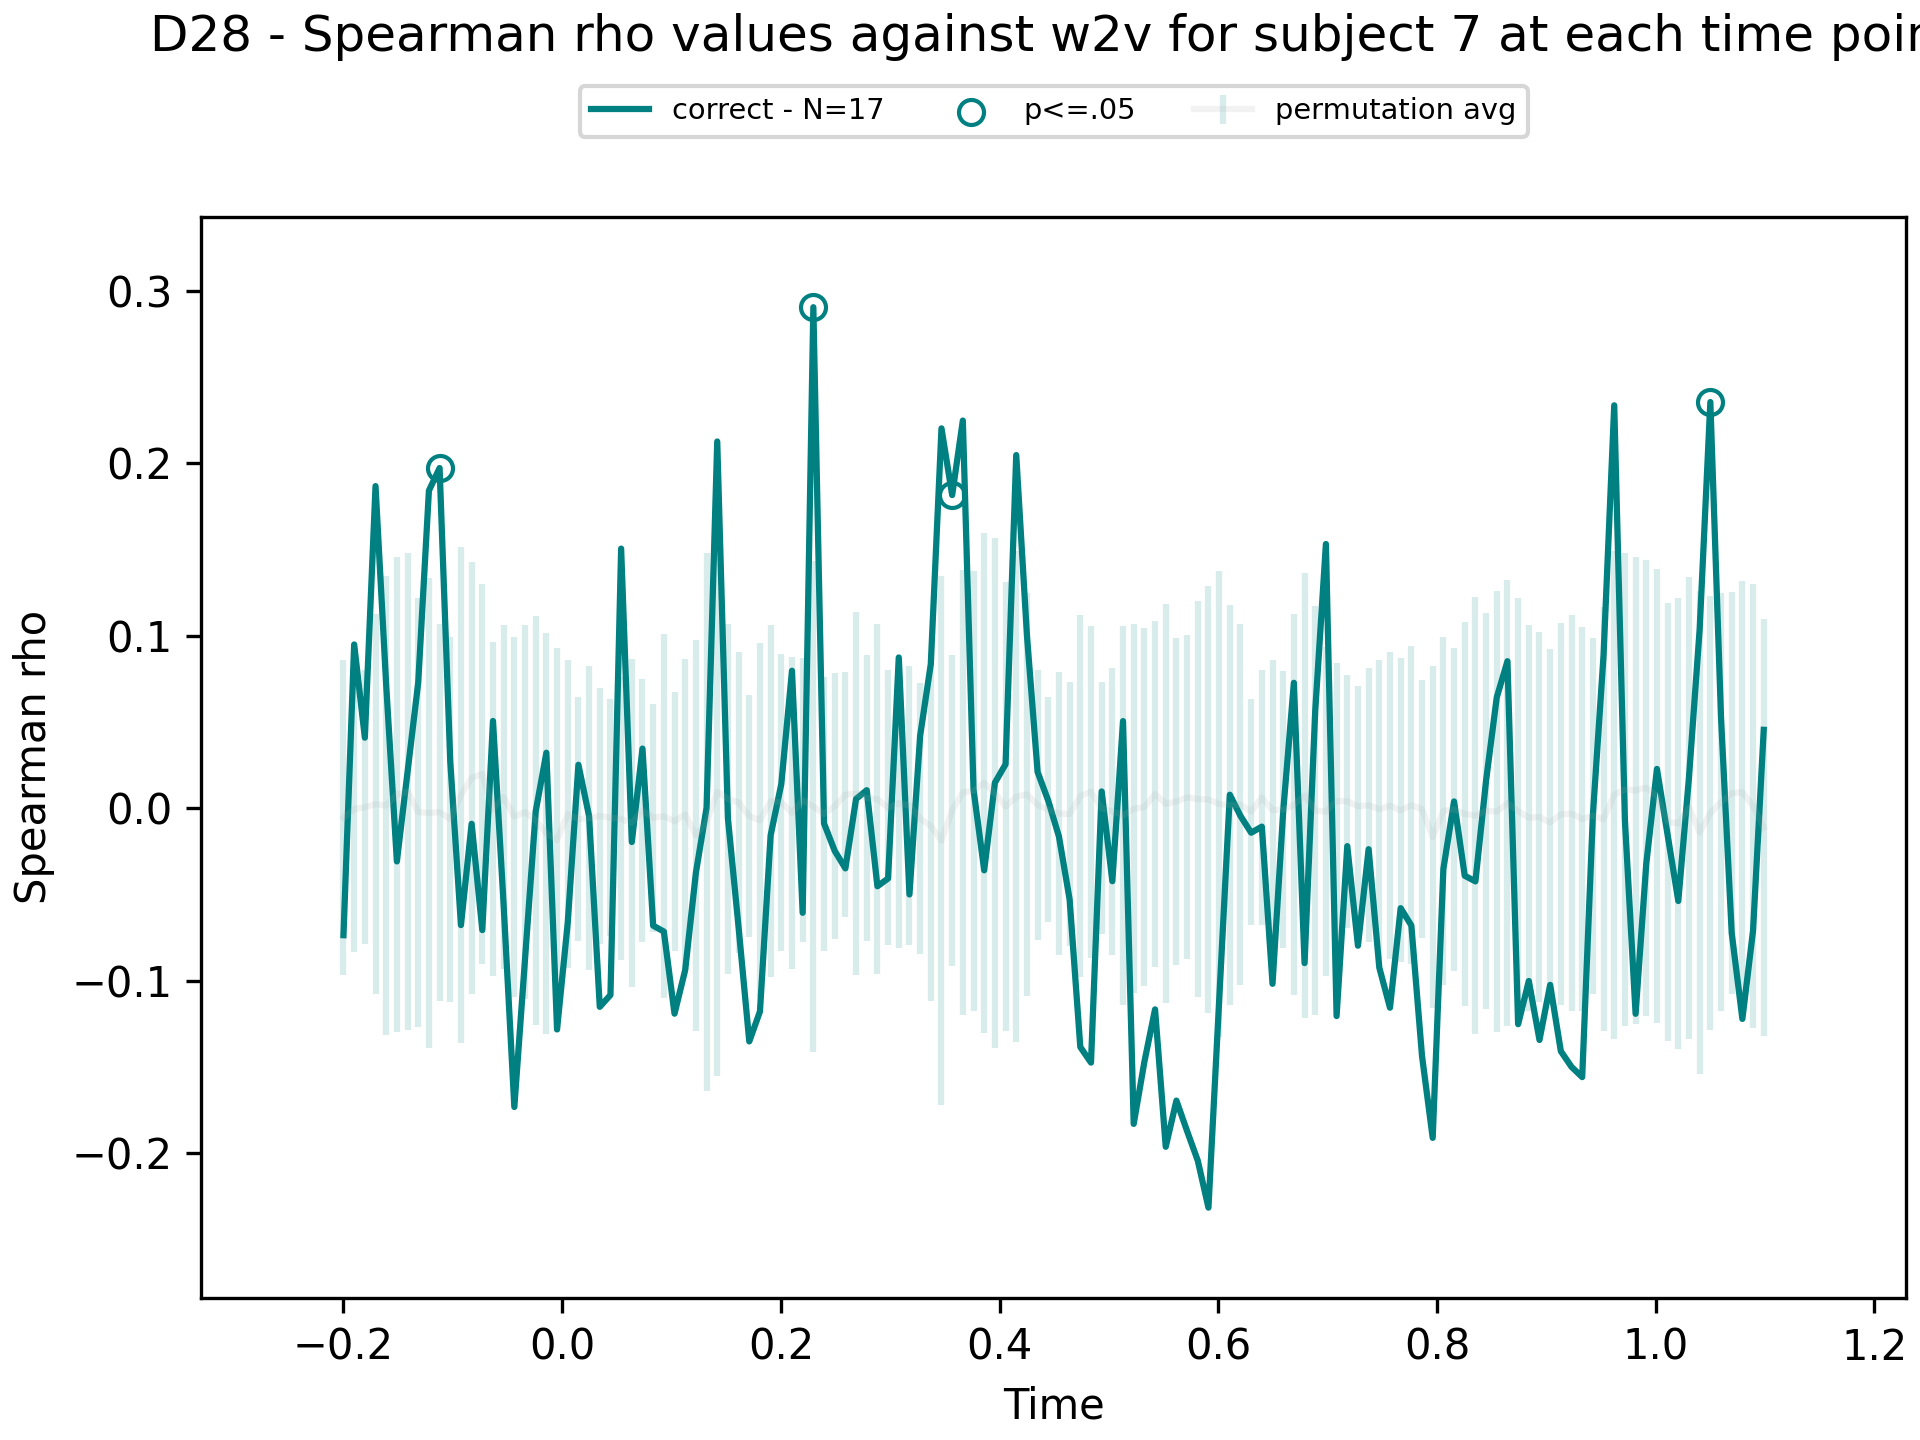 D28 - Spearman rho values against w2v for subject 7 at each time
correct - N=17
p<=.05
permutation avg
0.3
0.2
0.1
0.0
−0.1
−0.2
Spearman rho
−0.2 0.0 0.2 0.4 0.6 0.8 1.0 1.2
Time